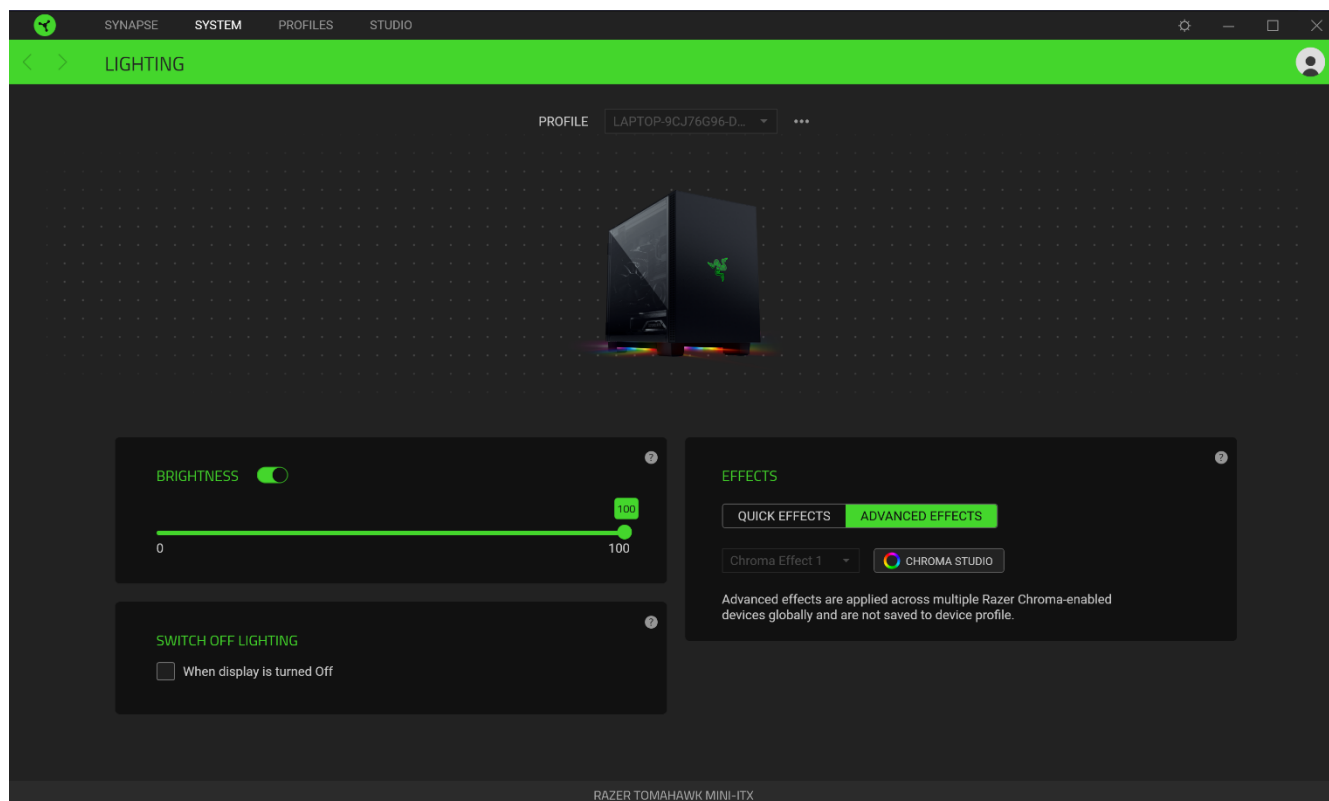 SYNAPSE SYSTEM PROFILES STUDIO
LIGHTING
PROFILE LAPTOP-9CJ76G96-D... •••
BRIGHTNESS ?
100
0 100
SWITCH OFF LIGHTING ?
When display is turned Off
EFFECTS ?
QUICK EFFECTS ADVANCED EFFECTS
Chroma Effect 1 CHROMA STUDIO
Advanced effects are applied across multiple Razer Chroma-enabled
devices globally and are not saved to device profile.
RAZER TOMAHAWK MINI-ITX